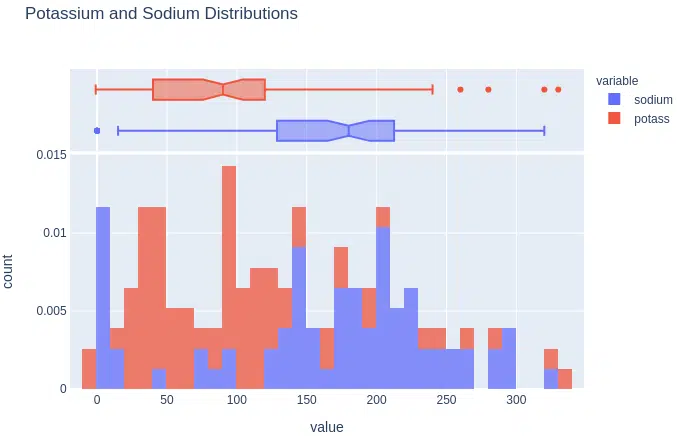 Potassium and Sodium Distributions
variable
sodium
potass
0.015
0.01
0.005
0
count
0 50 100 150 200 250 300
value